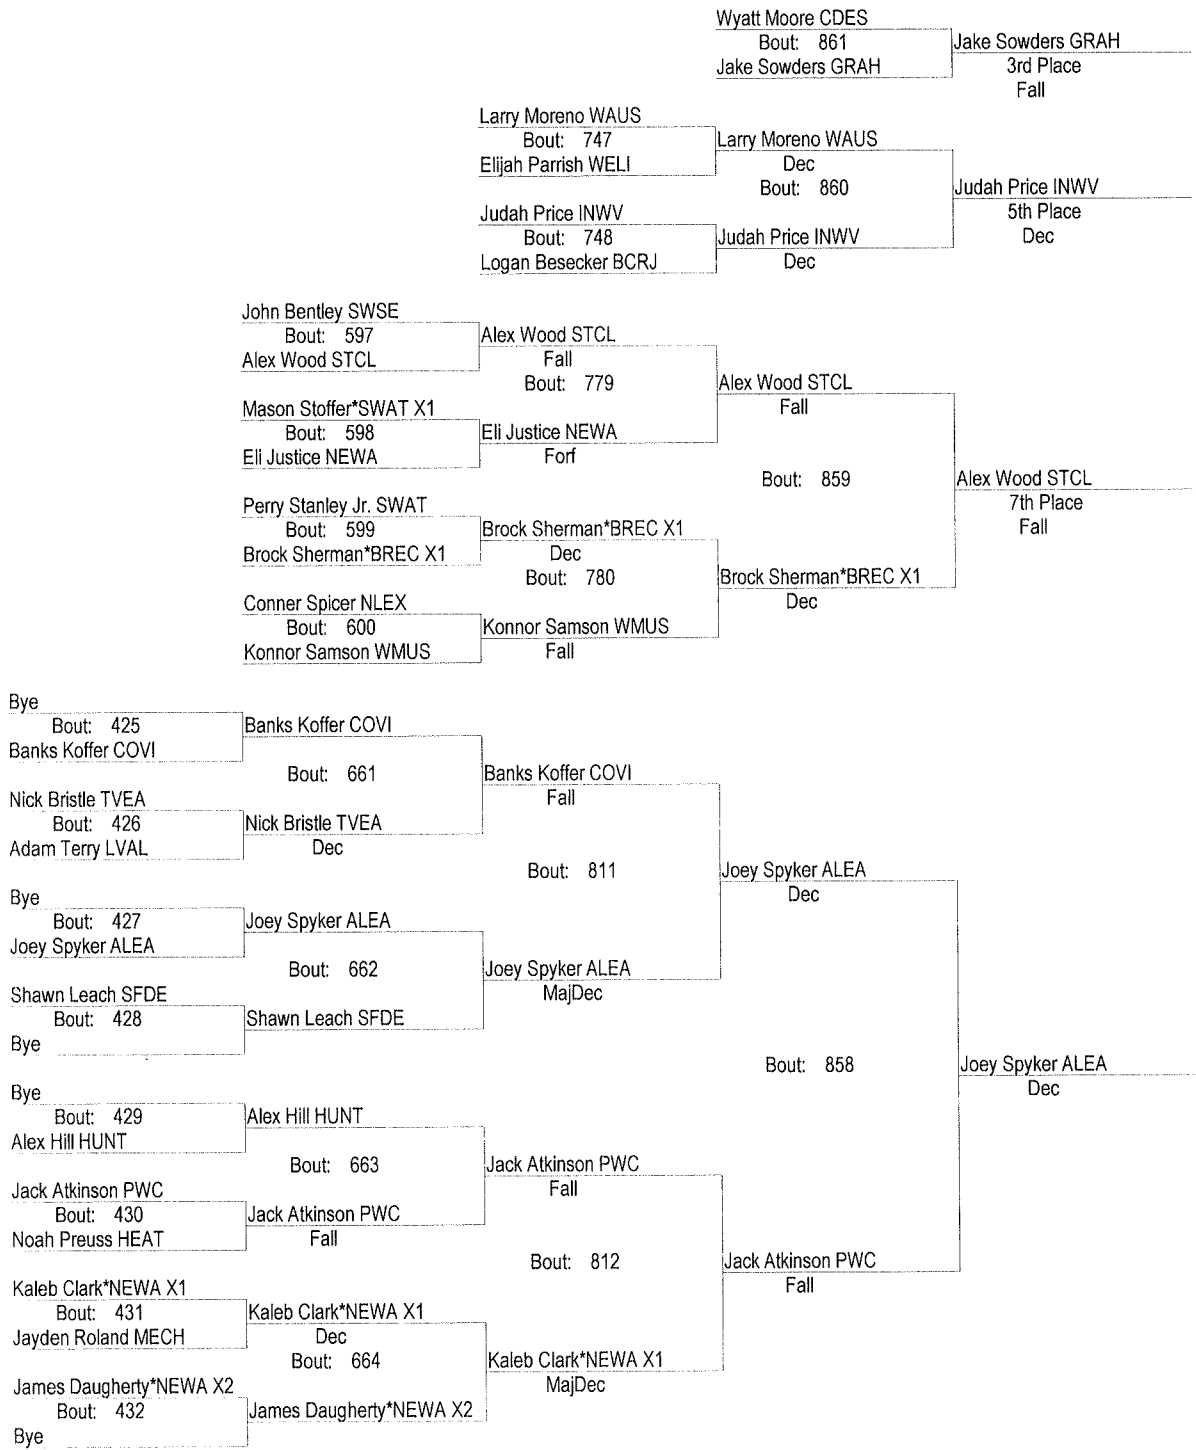 Wyatt Moore CDES
Bout: 861
Jake Sowders GRAH
Jake Sowders GRAH
3rd Place
Fall
Larry Moreno WAUS
Bout: 747
Elijah Parrish WELI
Larry Moreno WAUS
Dec
Bout: 860
Judah Price INWV
5th Place
Dec
Judah Price INWV
Bout: 748
Logan Besecker BCRJ
Judah Price INWV
Dec
John Bentley SWSE
Bout: 597
Alex Wood STCL
Alex Wood STCL
Fall
Bout: 779
Alex Wood STCL
Fall
Mason Stoffer*SWAT X1
Bout: 598
Eli Justice NEWA
Eli Justice NEWA
Forf
Bout: 859
Alex Wood STCL
7th Place
Fall
Perry Stanley Jr. SWAT
Bout: 599
Brock Sherman*BREC X1
Brock Sherman*BREC X1
Dec
Bout: 780
Brock Sherman*BREC X1
Dec
Conner Spicer NLEX
Bout: 600
Konnor Samson WMUS
Konnor Samson WMUS
Fall
Bye
Bout: 425
Banks Koffer COVI
Banks Koffer COVI
Bout: 661
Banks Koffer COVI
Fall
Nick Bristle TVEA
Bout: 426
Adam Terry LVAL
Nick Bristle TVEA
Dec
Bout: 811
Joey Spyker ALEA
Dec
Bye
Bout: 427
Joey Spyker ALEA
Joey Spyker ALEA
Bout: 662
Joey Spyker ALEA
MajDec
Shawn Leach SFDE
Bout: 428
Bye
Shawn Leach SFDE
Bout: 858
Joey Spyker ALEA
Dec
Bye
Bout: 429
Alex Hill HUNT
Alex Hill HUNT
Bout: 663
Jack Atkinson PWC
Fall
Jack Atkinson PWC
Bout: 430
Noah Preuss HEAT
Jack Atkinson PWC
Fall
Bout: 812
Jack Atkinson PWC
Fall
Kaleb Clark*NEWA X1
Bout: 431
Jayden Roland MECH
Kaleb Clark*NEWA X1
Dec
Bout: 664
Kaleb Clark*NEWA X1
MajDec
James Daugherty*NEWA X2
Bout: 432
Bye
James Daugherty*NEWA X2